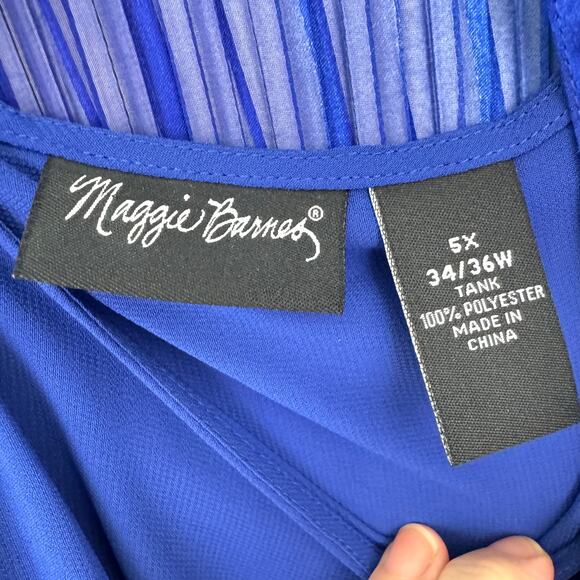 Maggie Barnes®
5X
34/36W
TANK
100% POLYESTER
MADE IN
CHINA